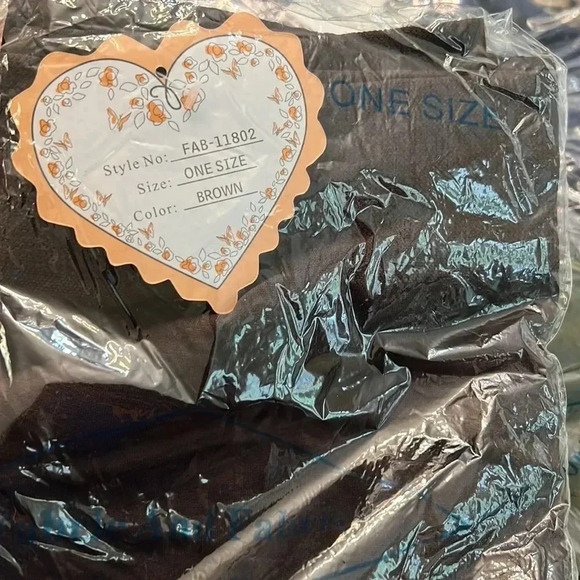 ONE SIZE
Style No: FAB-11802
Size: ONE SIZE
Color: BROWN